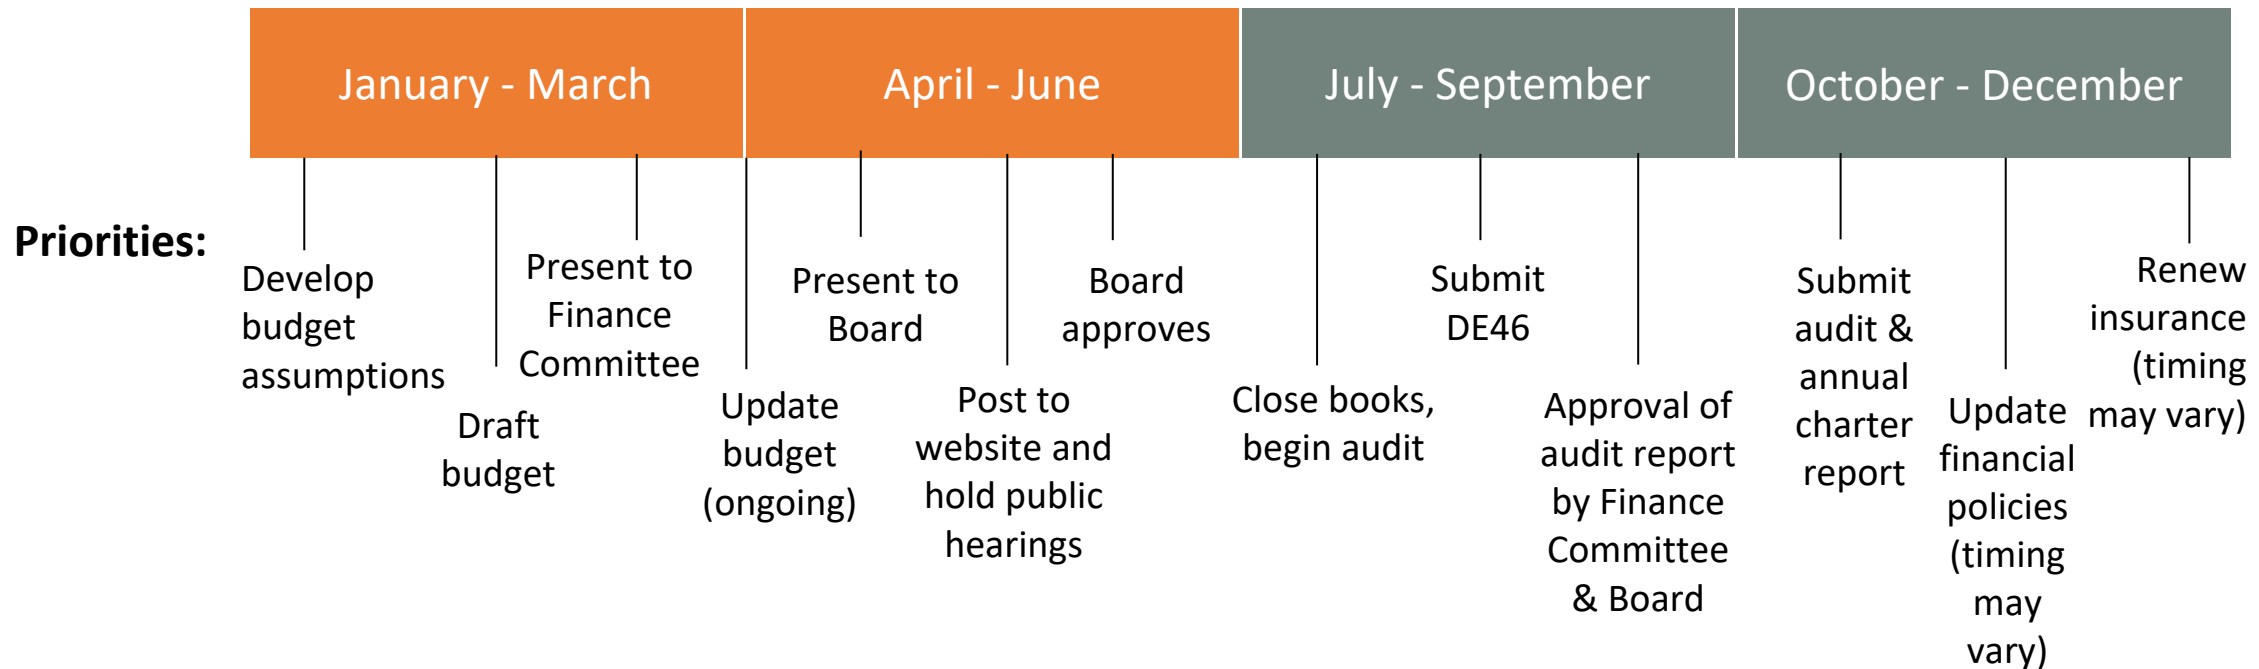 January - March
April - June
July - September
October - December
Priorities:
Develop
budget
assumptions
Draft
budget
Present to
Finance
Committee
Update
budget
(ongoing)
Present to
Board
Post to
website and
hold public
hearings
Board
approves
Close books,
begin audit
Submit
DE46
Approval of
audit report
by Finance
Committee
& Board
Submit
audit &
annual
charter
report
Update
financial
policies
(timing
may
vary)
Renew
insurance
(timing
may vary)